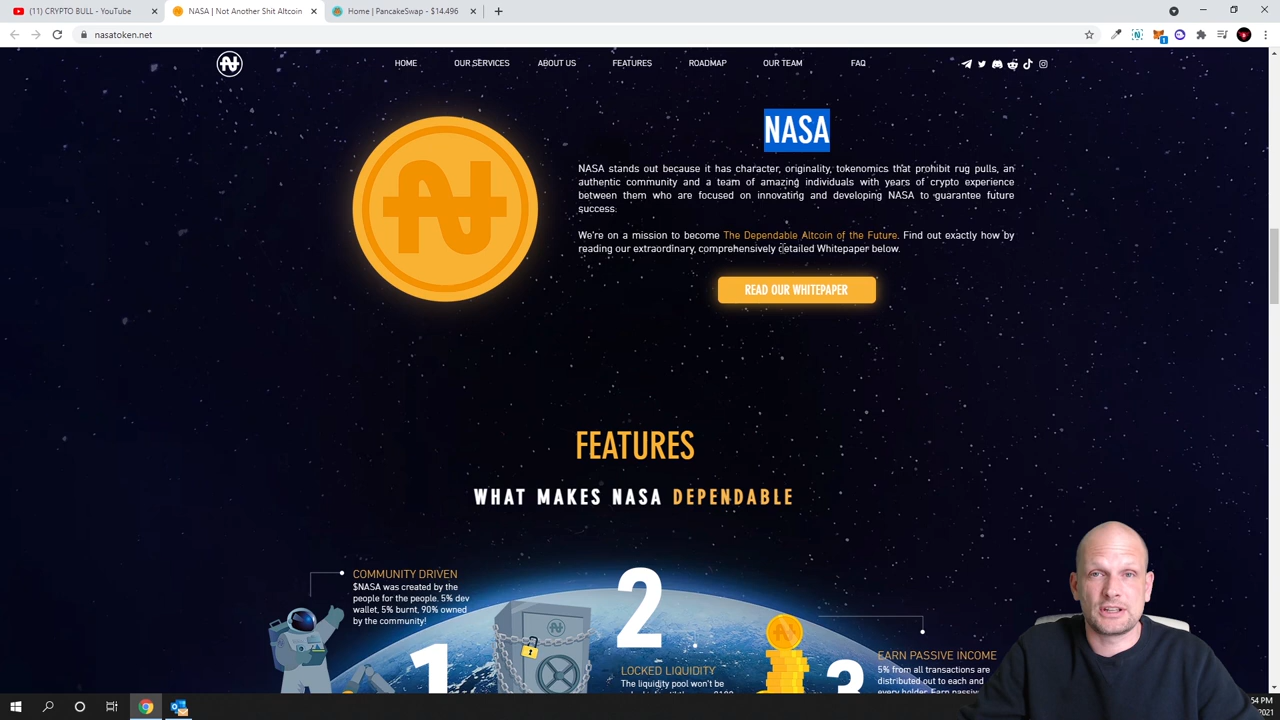 (11) CRYPTO BULL - YouTube
NASA | Not Another Shit Altcoin
Home | PancakeSwap - $14.496
nasatoken.net
HOME
OUR SERVICES
ABOUT US
FEATURES
ROADMAP
OUR TEAM
FAQ
NASA
NASA stands out because it has character, originality, tokenomics that prohibit rug pulls, an
authentic community and a team of amazing individuals with years of crypto experience
between them who are focused on innovating and developing NASA to guarantee future
success.
We're on a mission to become The Dependable Altcoin of the Future. Find out exactly how by
reading our extraordinary, comprehensively detailed Whitepaper below.
READ OUR WHITEPAPER
FEATURES
WHAT MAKES NASA DEPENDABLE
COMMUNITY DRIVEN
$NASA was created by the
people for the people. 5% dev
wallet, 5% burnt, 90% owned
by the community!
1
2
LOCKED LIQUIDITY
The liquidity pool won't be
3
EARN PASSIVE INCOME
5% from all transactions are
distributed out to each and
every holder. Earn passive
54 PM
2021